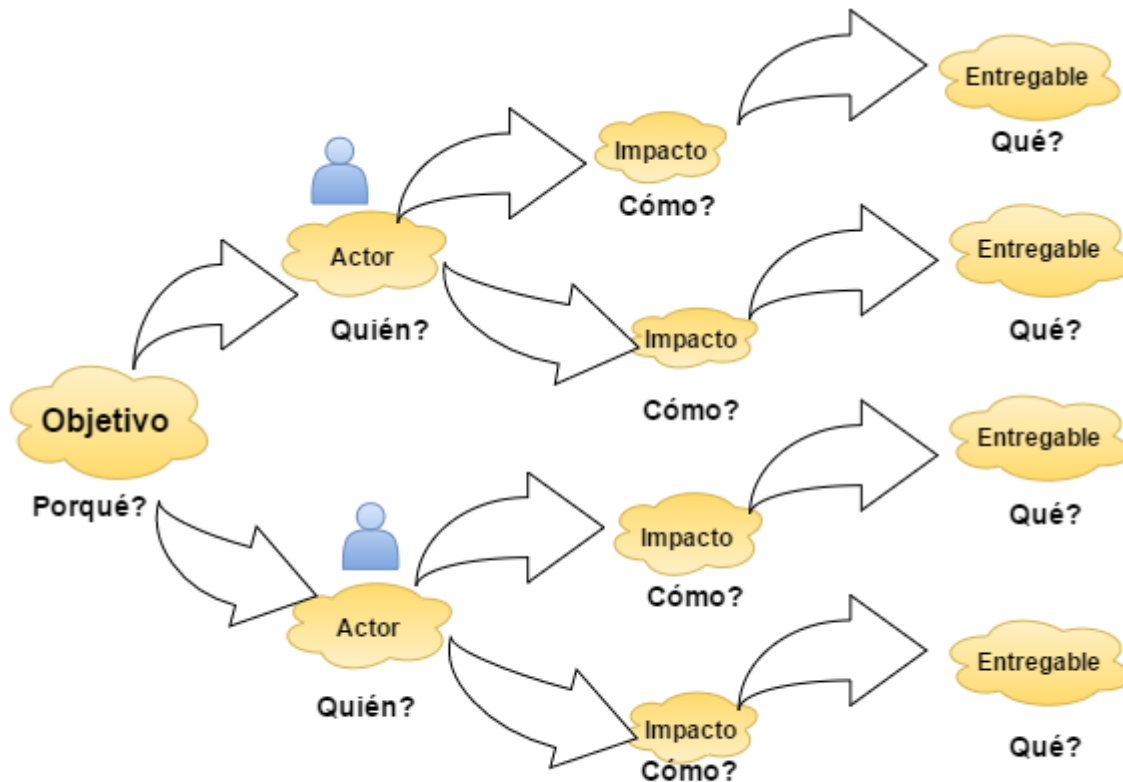 Entregable
Qué?
Impacto
Cómo?
Actor
Quién?
Entregable
Qué?
Impacto
Cómo?
Objetivo
Porqué?
Entregable
Qué?
Impacto
Cómo?
Actor
Quién?
Entregable
Qué?
Impacto
Cómo?